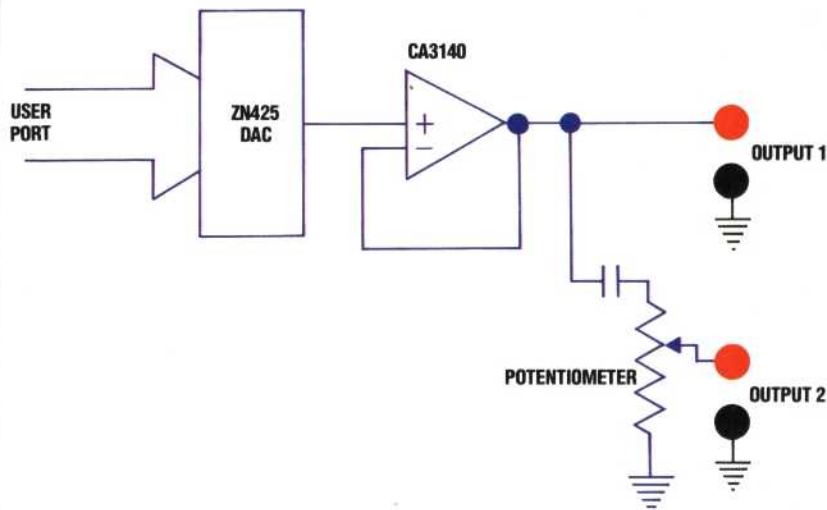 CA3140
USER
PORT
ZN425
DAC
+
−
OUTPUT 1
POTENTIOMETER
OUTPUT 2